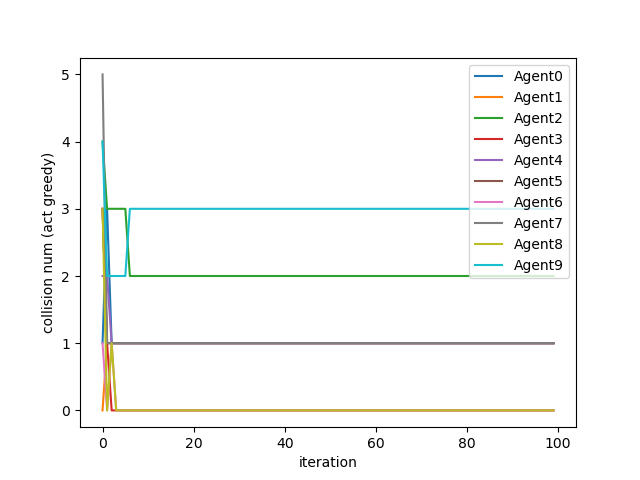 collision num (act greedy)
5
4
3
2
1
0
0
20
40
60
80
100
iteration
Agent0
Agent1
Agent2
Agent3
Agent4
Agent5
Agent6
Agent7
Agent8
Agent9